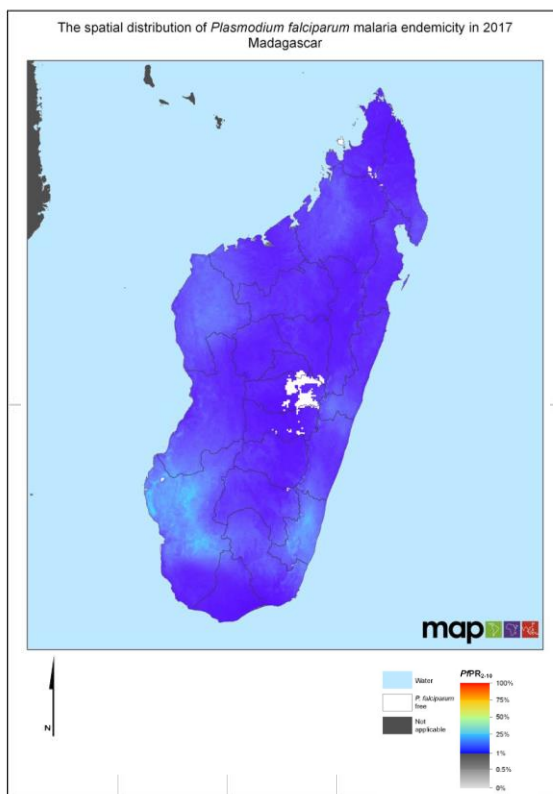 The spatial distribution of Plasmodium falciparum malaria endemicity in 2017
Madagascar
map
N
Water
P. falciparum
free
Not
applicable
PfPR2-10
100%
75%
50%
25%
1%
0.5%
0%